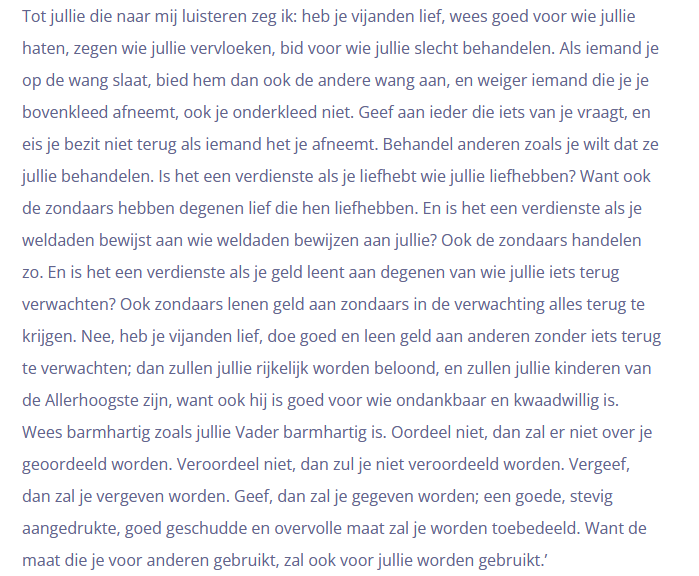 Tot jullie die naar mij luisteren zeg ik: heb je vijanden lief, wees goed voor wie jullie
haten, zegen wie jullie vervloeken, bid voor wie jullie slecht behandelen. Als iemand je
op de wang slaat, bied hem dan ook de andere wang aan, en weiger iemand die je je
bovenkleed afneemt, ook je onderkleed niet. Geef aan ieder die iets van je vraagt, en
eis je bezit niet terug als iemand het je afneemt. Behandel anderen zoals je wilt dat ze
jullie behandelen. Is het een verdienste als je liefhebt wie jullie liefhebben? Want ook
de zondaars hebben degenen lief die hen liefhebben. En is het een verdienste als je
weldaden bewijst aan wie weldaden bewijzen aan jullie? Ook de zondaars handelen
zo. En is het een verdienste als je geld leent aan degenen van wie jullie iets terug
verwachten? Ook zondaars lenen geld aan zondaars in de verwachting alles terug te
krijgen. Nee, heb je vijanden lief, doe goed en leen geld aan anderen zonder iets terug
te verwachten; dan zullen jullie rijkelijk worden beloond, en zullen jullie kinderen van
de Allerhoogste zijn, want ook hij is goed voor wie ondankbaar en kwaadwillig is.
Wees barmhartig zoals jullie Vader barmhartig is. Oordeel niet, dan zal er niet over je
geoordeeld worden. Veroordeel niet, dan zul je niet veroordeeld worden. Vergeef,
dan zal je vergeven worden. Geef, dan zal je gegeven worden; een goede, stevig
aangedrukte, goed geschudde en overvolle maat zal je worden toebedeeld. Want de
maat die je voor anderen gebruikt, zal ook voor jullie worden gebruikt.’